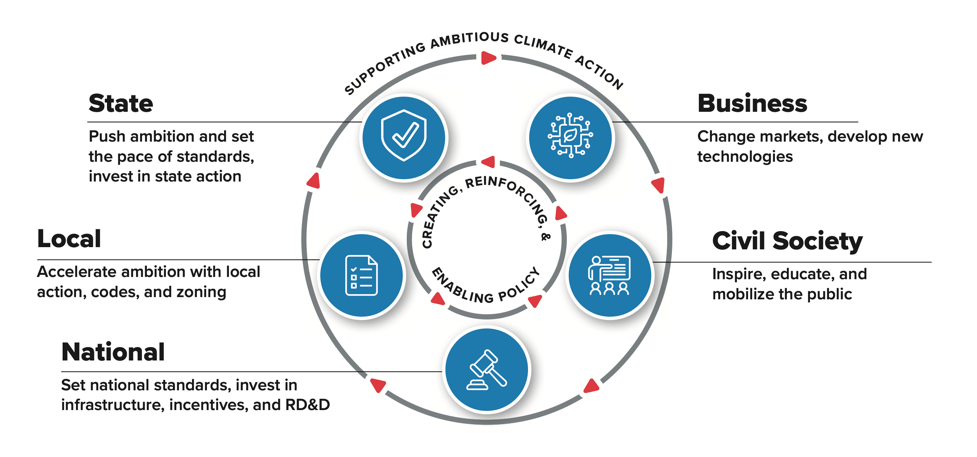 SUPPORTING AMBITIOUS CLIMATE ACTION
State
Push ambition and set
the pace of standards,
invest in state action
Business
Change markets, develop new
technologies
CREATING, REINFORCING, &
ENABLING POLICY
Local
Accelerate ambition with local
action, codes, and zoning
Civil Society
Inspire, educate, and
mobilize the public
National
Set national standards, invest in
infrastructure, incentives, and RD&D